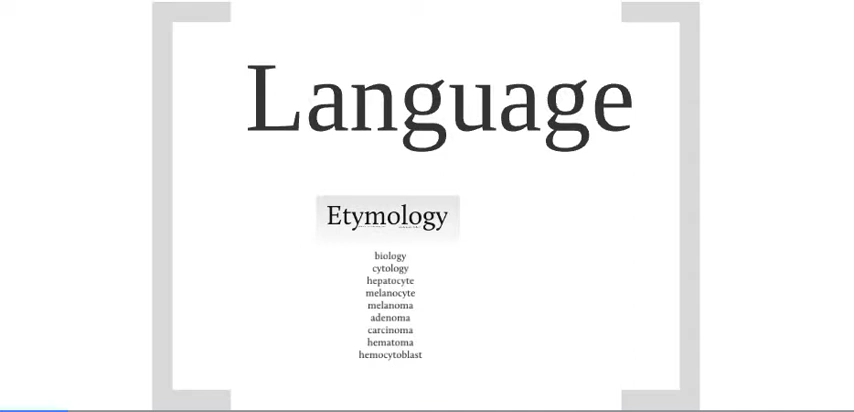 Language
Etymology
biology
cytology
hepatocyte
melanocyte
melanoma
adenoma
carcinoma
hematoma
hemocytoblast